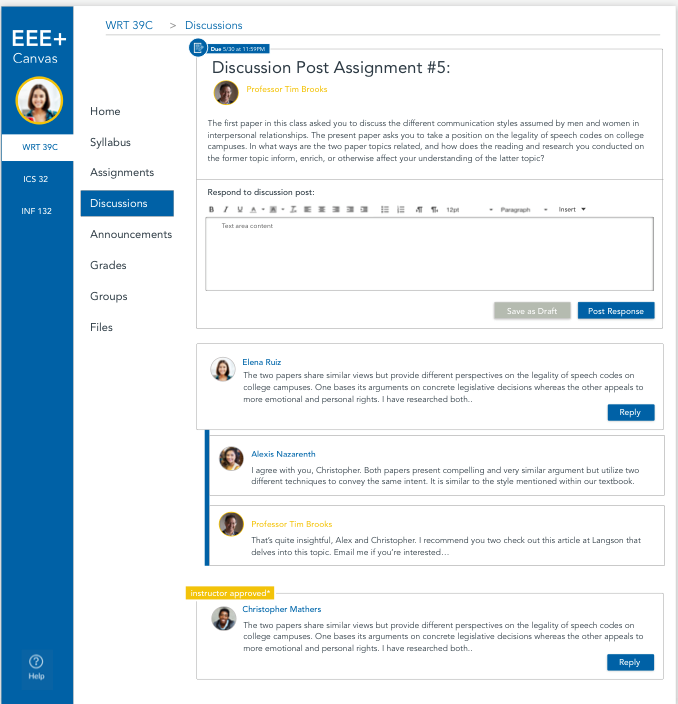 EEE+
Canvas
WRT 39C
ICS 32
INF 132
Help
WRT 39C > Discussions
Home
Syllabus
Assignments
Discussions
Announcements
Grades
Groups
Files
Due 5/30 at 11:59PM
Discussion Post Assignment #5:
Professor Tim Brooks
The first paper in this class asked you to discuss the different communication styles assumed by men and women in
interpersonal relationships. The present paper asks you to take a position on the legality of speech codes on college
campuses. In what ways are the two paper topics related, and how does the reading and research you conducted on
the former topic inform, enrich, or otherwise affect your understanding of the latter topic?
Respond to discussion post:
B I U A A 12pt Paragraph Insert
Text area content
Save as Draft Post Response
Elena Ruiz
The two papers share similar views but provide different perspectives on the legality of speech codes on
college campuses. One bases its arguments on concrete legislative decisions whereas the other appeals to
more emotional and personal rights. I have researched both..
Reply
Alexis Nazarenth
I agree with you, Christopher. Both papers present compelling and very similar argument but utilize two
different techniques to convey the same intent. It is similar to the style mentioned within our textbook.
Professor Tim Brooks
That's quite insightful, Alex and Christopher. I recommend you two check out this article at Langson that
delves into this topic. Email me if you're interested...
instructor approved*
Christopher Mathers
The two papers share similar views but provide different perspectives on the legality of speech codes on
college campuses. One bases its arguments on concrete legislative decisions whereas the other appeals to
more emotional and personal rights. I have researched both..
Reply